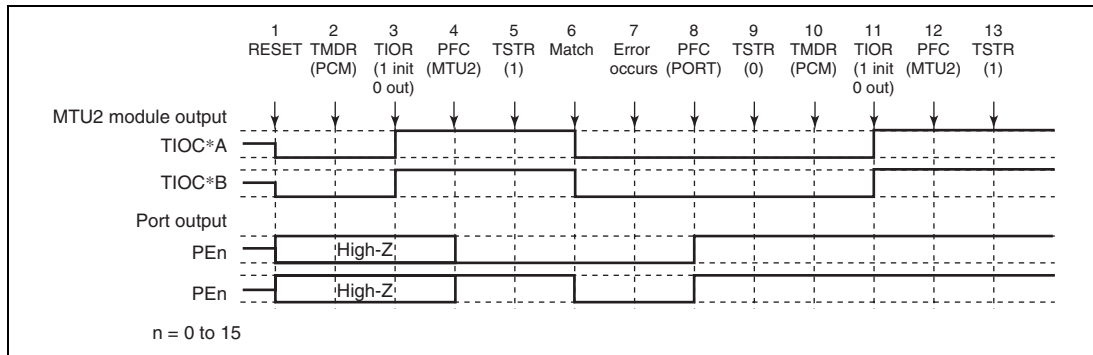 1 2 3 4 5 6 7 8 9 10 11 12 13
RESET TMDR TIOR PFC TSTR Match Error PFC TSTR TMDR TIOR PFC TSTR
(PCM) (1 init (MTU2) (1) occurs (PORT) (0) (PCM) (1 init (MTU2) (1)
0 out) 0 out)
MTU2 module output
TIOC*A
TIOC*B
Port output
PEn High-Z
PEn High-Z
n = 0 to 15